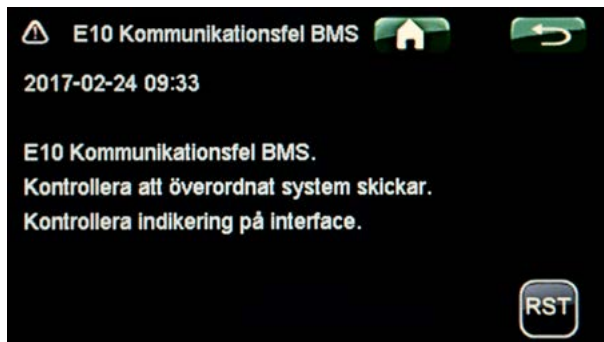 E10 Kommunikationsfel BMS
2017-02-24 09:33
E10 Kommunikationsfel BMS.
Kontrollera att överordnat system skickar.
Kontrollera indikering på interface.
RST